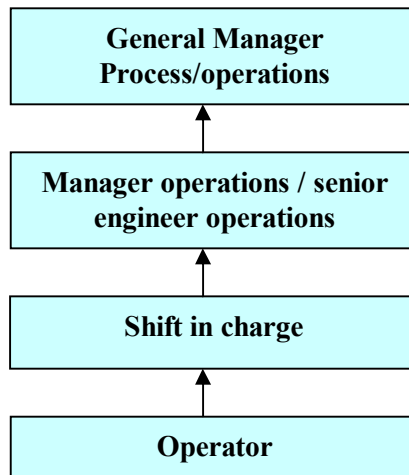 General Manager
Process/operations
Manager operations / senior
engineer operations
Shift in charge
Operator